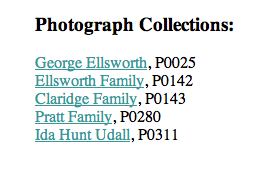 Photograph Collections:
George Ellsworth, P0025
Ellsworth Family, P0142
Claridge Family, P0143
Pratt Family, P0280
Ida Hunt Udall, P0311